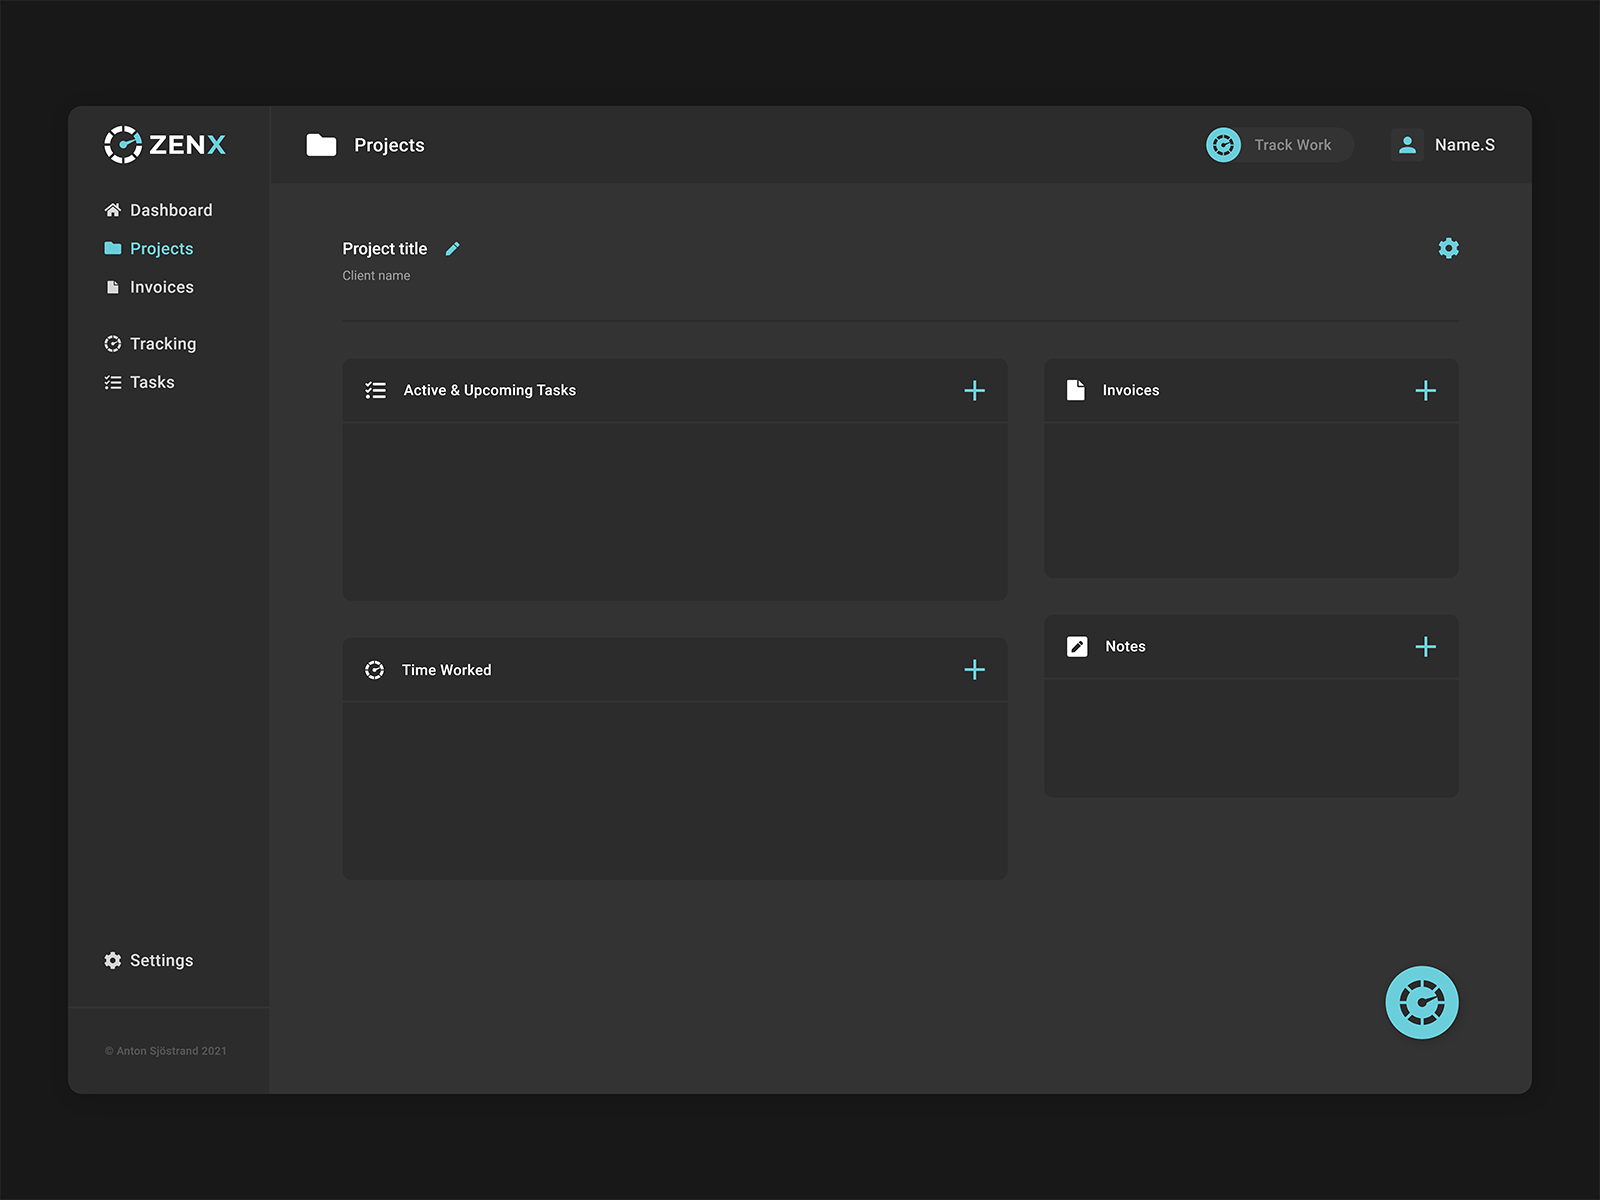 ZENX
Projects
Track Work
Name.S
Dashboard
Projects
Invoices
Tracking
Tasks
Settings
© Anton Sjöstrand 2021
Project title
Client name
Active & Upcoming Tasks
Invoices
Time Worked
Notes